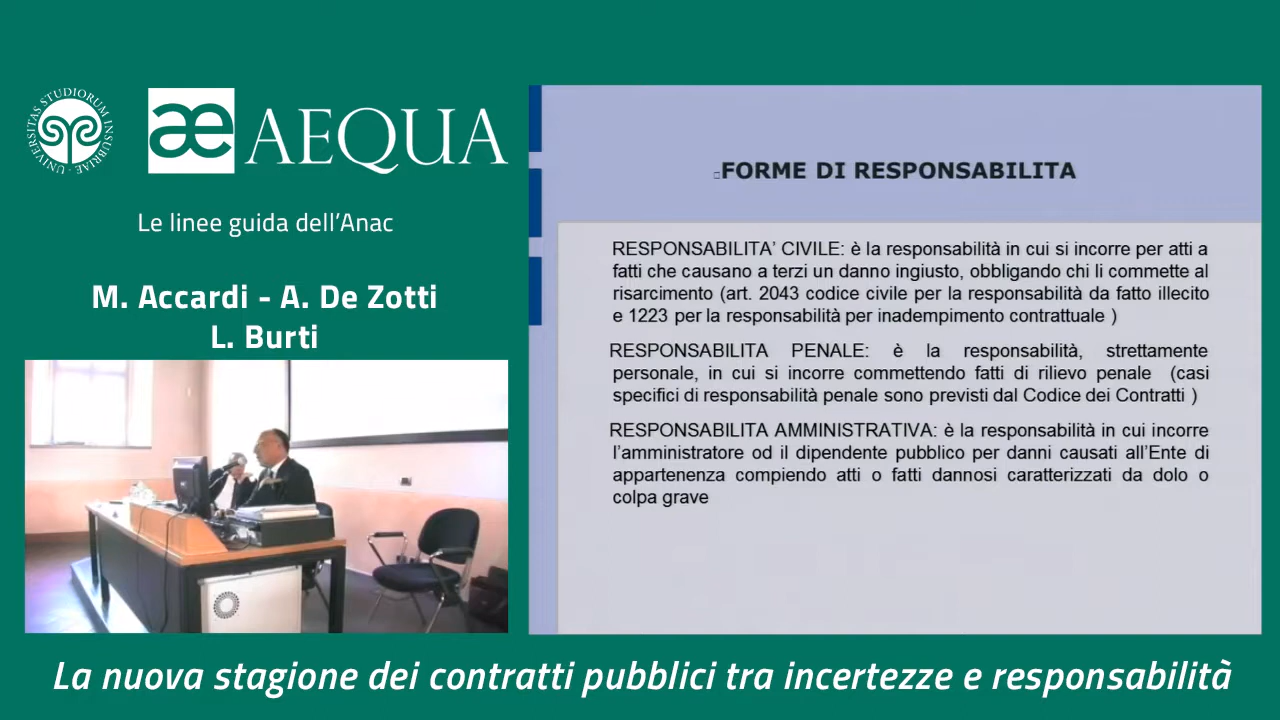 UNIVERSITAS STUDIORUM INSUBRIAE
æ AEQUA
Le linee guida dell'Anac
M. Accardi - A. De Zotti
L. Burti
FORME DI RESPONSABILITA
RESPONSABILITA' CIVILE: è la responsabilità in cui si incorre per atti a
fatti che causano a terzi un danno ingiusto, obbligando chi li commette al
risarcimento (art. 2043 codice civile per la responsabilità da fatto illecito
e 1223 per la responsabilità per inadempimento contrattuale )
RESPONSABILITA PENALE: è la responsabilità, strettamente
personale, in cui si incorre commettendo fatti di rilievo penale (casi
specifici di responsabilità penale sono previsti dal Codice dei Contratti )
RESPONSABILITA AMMINISTRATIVA: è la responsabilità in cui incorre
l'amministratore od il dipendente pubblico per danni causati all'Ente di
appartenenza compiendo atti o fatti dannosi caratterizzati da dolo o
colpa grave
La nuova stagione dei contratti pubblici tra incertezze e responsabilità